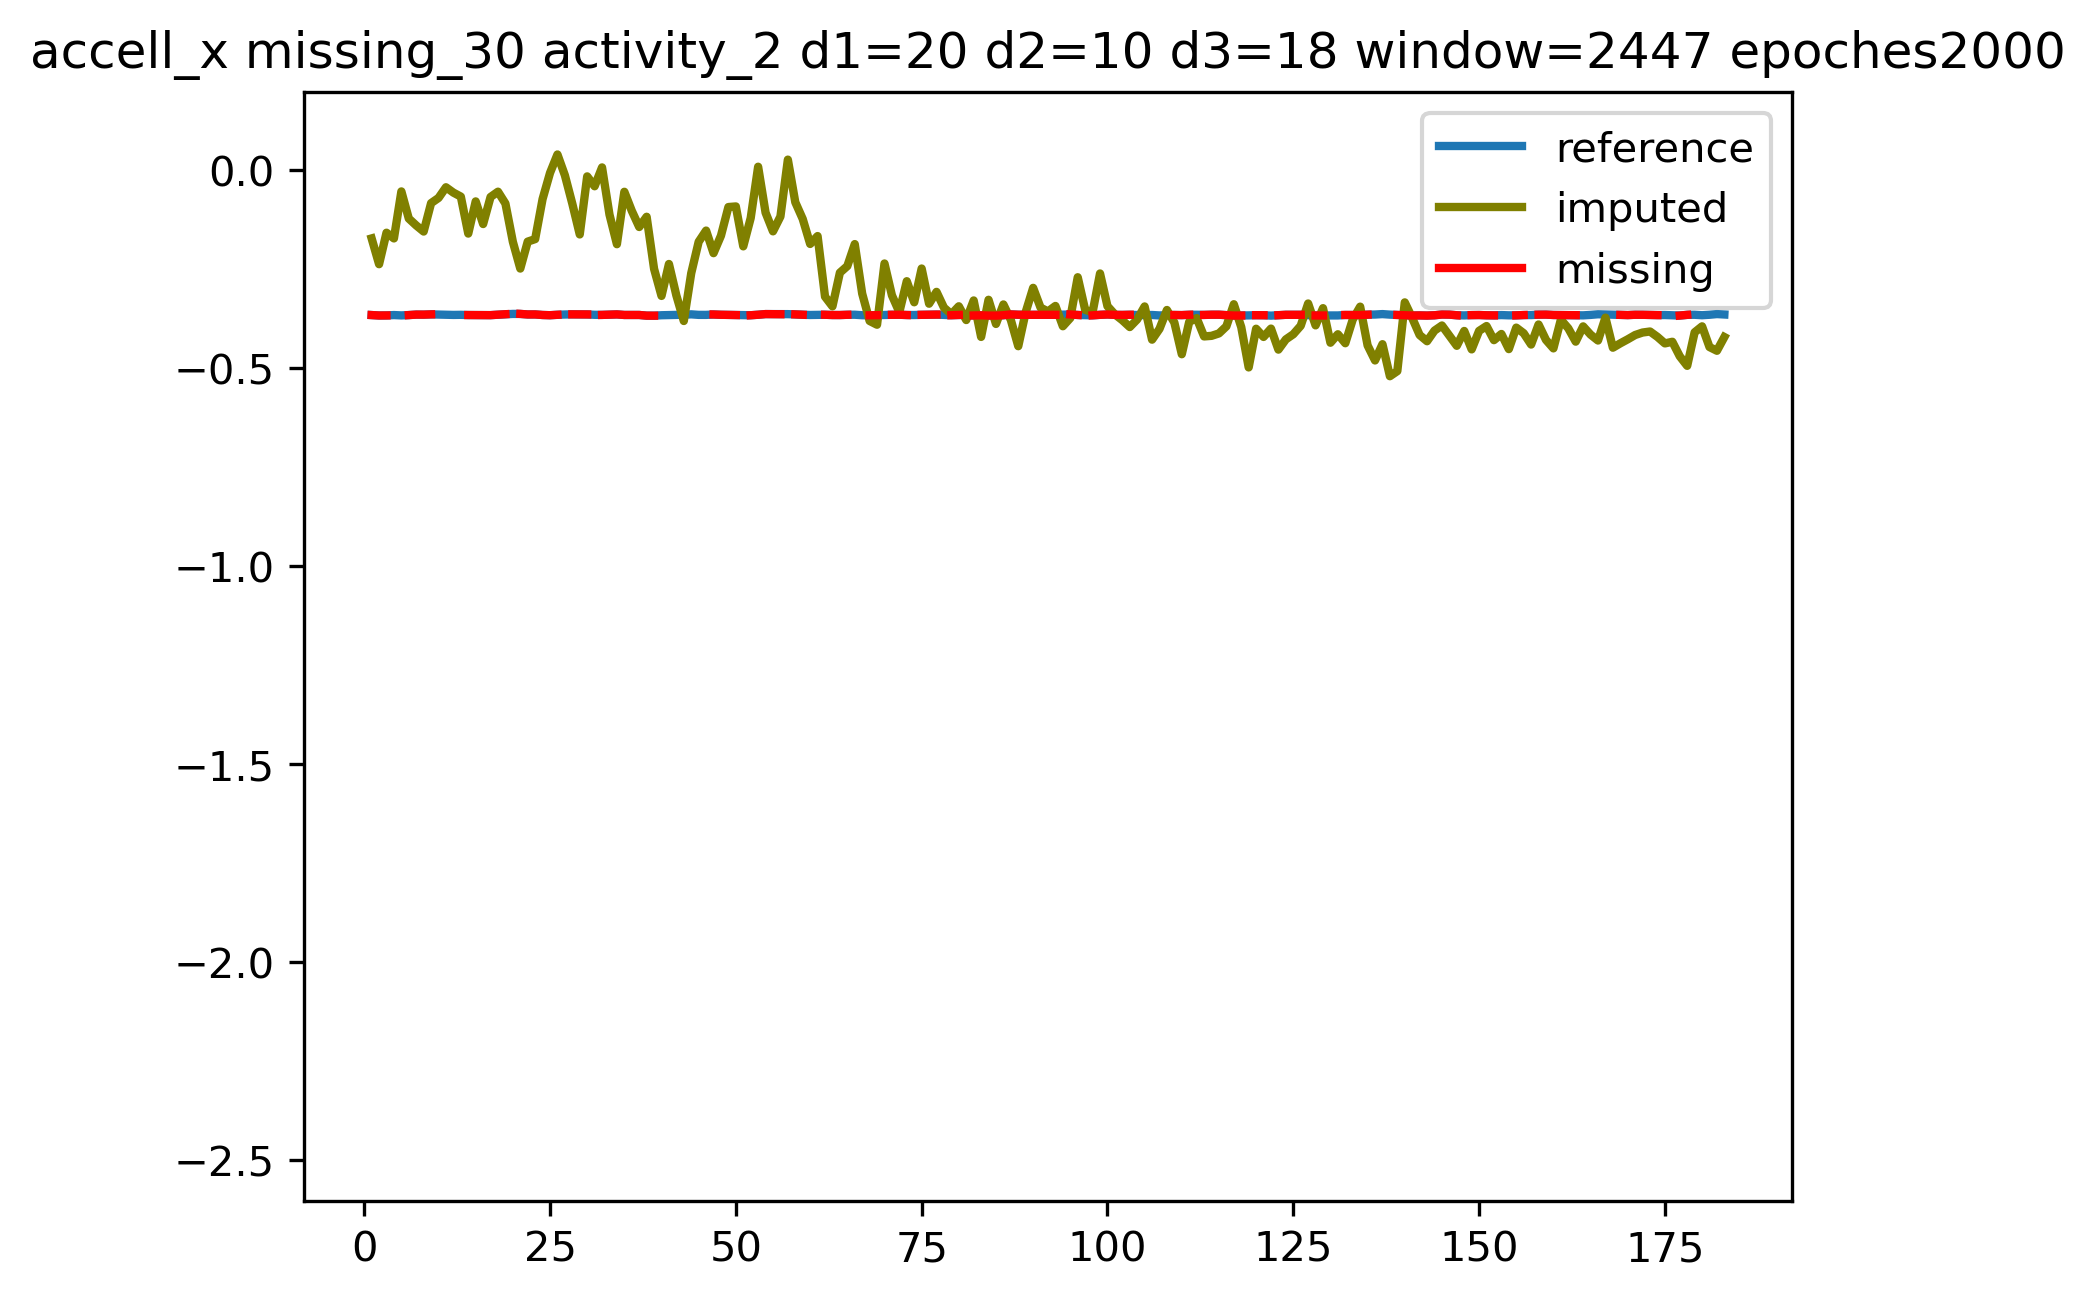 accell_x missing_30 activity_2 d1=20 d2=10 d3=18 window=2447 epoches2000
reference
imputed
missing
0.0
−0.5
−1.0
−1.5
−2.0
−2.5
0 25 50 75 100 125 150 175